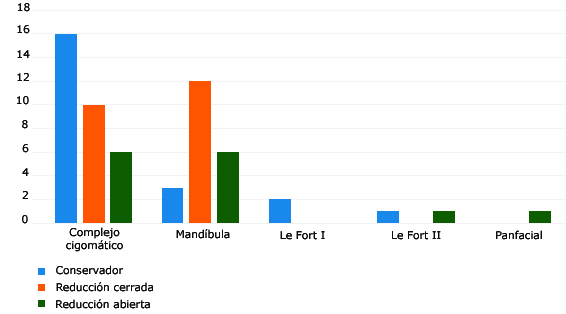 18
16
14
12
10
8
6
4
2
0
Complejo
cigomático
Mandíbula
Le Fort I
Le Fort II
Panfacial
Conservador
Reducción cerrada
Reducción abierta